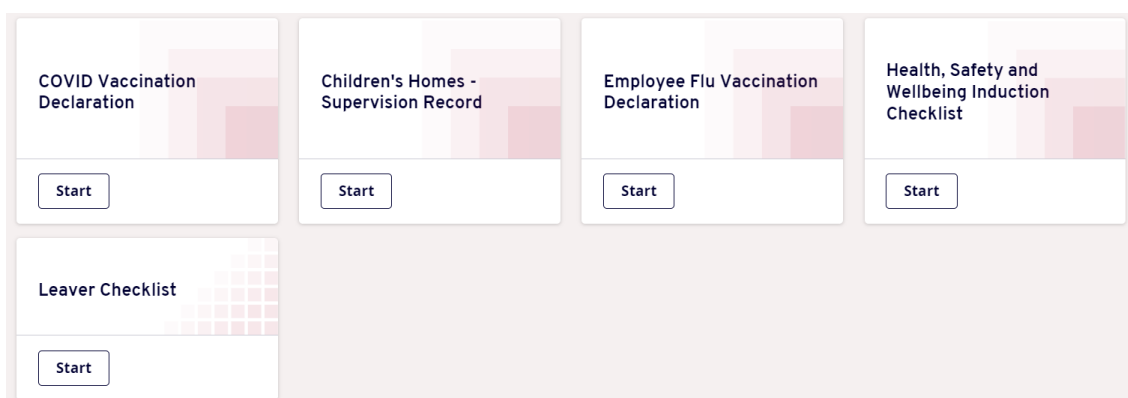 COVID Vaccination
Declaration
Start
Children's Homes -
Supervision Record
Start
Employee Flu Vaccination
Declaration
Start
Health, Safety and
Wellbeing Induction
Checklist
Start
Leaver Checklist
Start